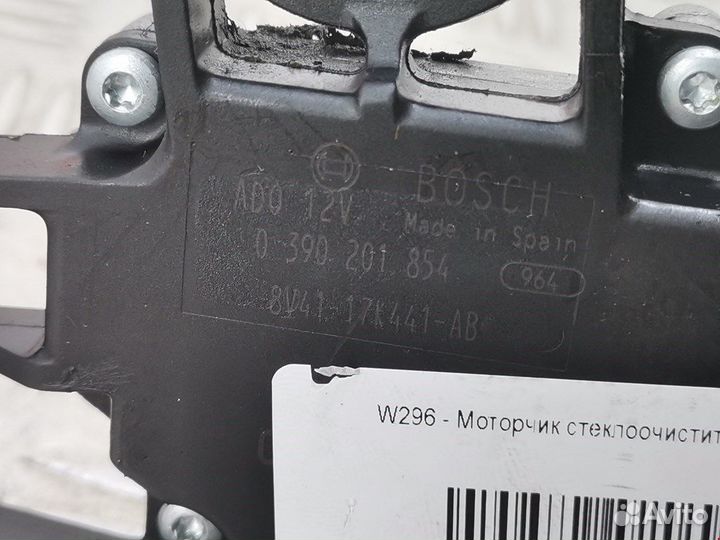 BOSCH
ADO 12V Made in Spain
0 390 201 854 964
8V41-17K441-AB
W296 - Моторчик стеклоочистит
Avito